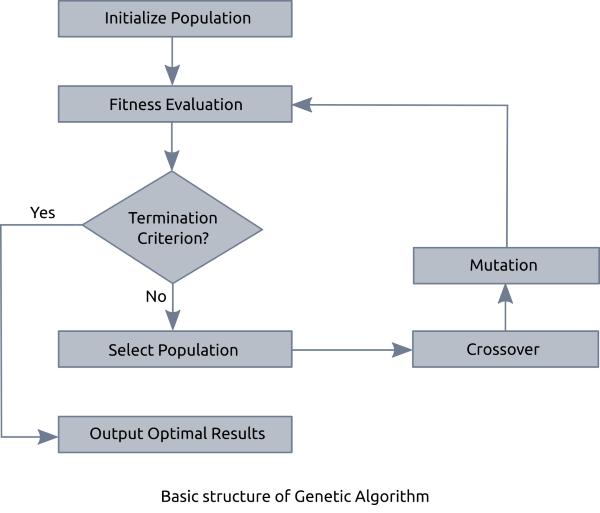 Initialize Population
Fitness Evaluation
Termination
Criterion?
Yes
No
Select Population
Crossover
Mutation
Output Optimal Results
Basic structure of Genetic Algorithm